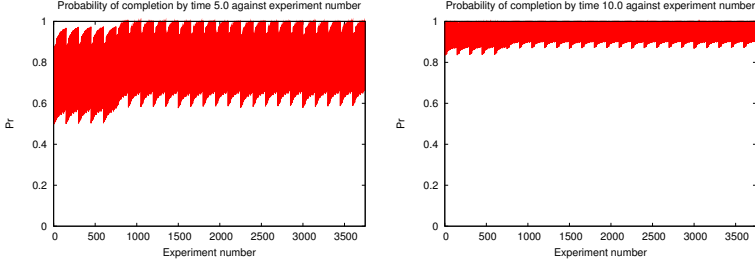 Probability of completion by time 5.0 against experiment number
1
0.8
0.6
0.4
0.2
0
Pr
0 500 1000 1500 2000 2500 3000 3500
Experiment number
Probability of completion by time 10.0 against experiment number
1
0.8
0.6
0.4
0.2
0
Pr
0 500 1000 1500 2000 2500 3000 3500
Experiment number